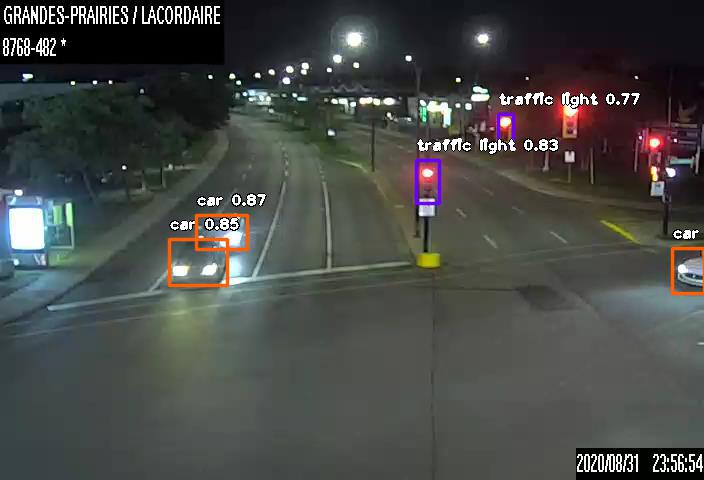 GRANDES-PRAIRIES / LACORDAIRE
8768-482 *
traffic light 0.77
traffic light 0.83
car 0.87
car 0.85
car
2020/08/31 23:56:54